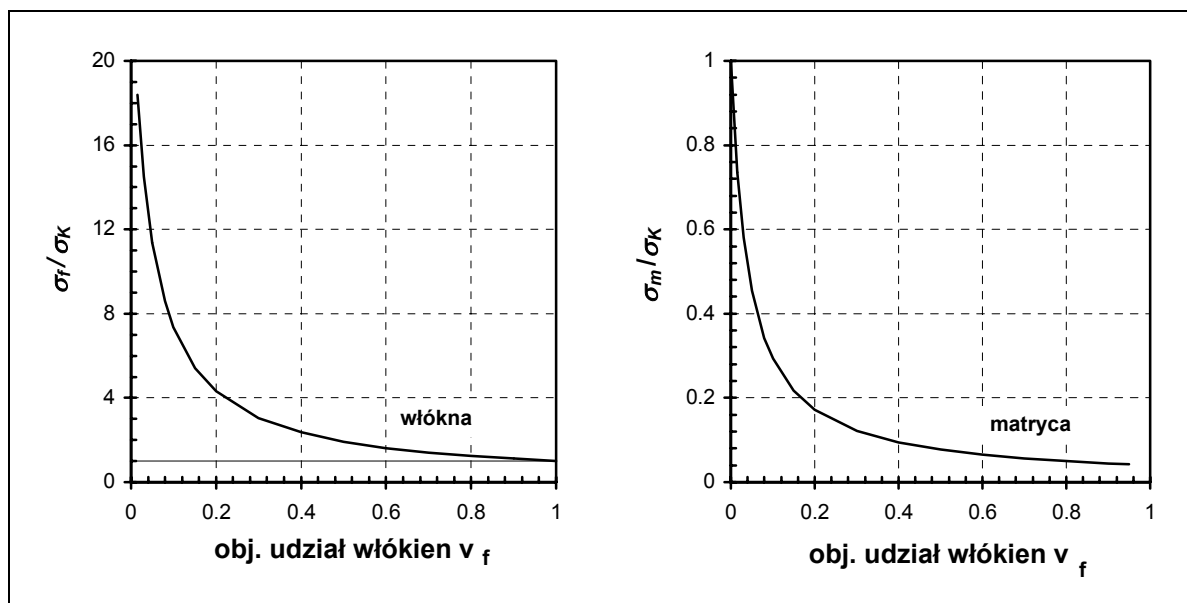 20
16
12
8
4
0
σf / σK
włókna
0 0.2 0.4 0.6 0.8 1
obj. udział włókien v f
1
0.8
0.6
0.4
0.2
0
σm / σK
matryca
0 0.2 0.4 0.6 0.8 1
obj. udział włókien v f